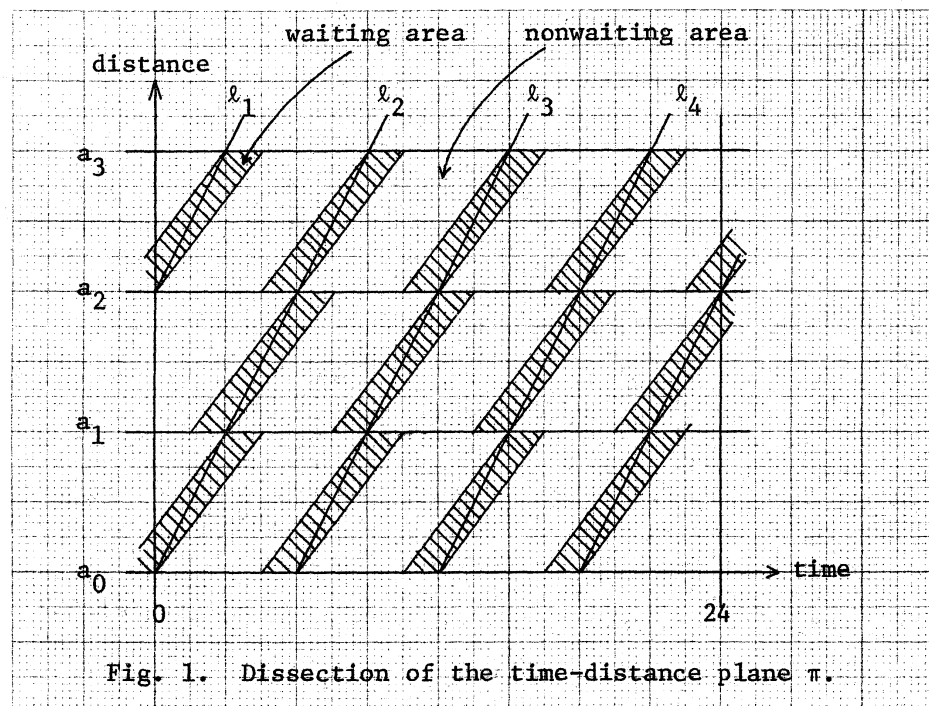 waiting area nonwaiting area
distance
ℓ1 ℓ2 ℓ3 ℓ4
a3
a2
a1
a0
time
0 24
Fig. 1. Dissection of the time-distance plane π.